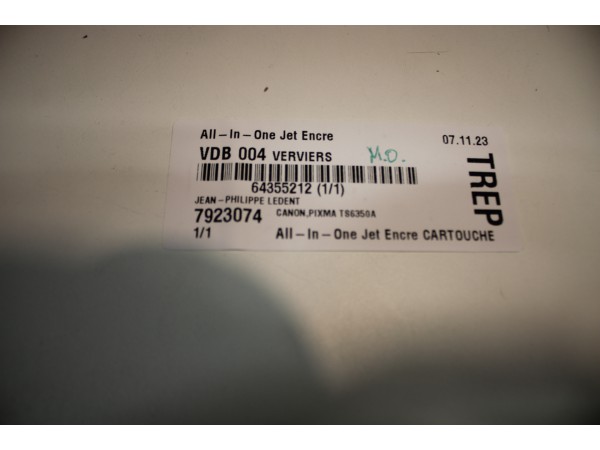 All-In-One Jet Encre
07.11.23
VDB 004 VERVIERS
M.O.
64355212 (1/1)
JEAN-PHILIPPE LEDENT
7923074 CANON,PIXMA TS6350A
1/1 All-In-One Jet Encre CARTOUCHE
TREP